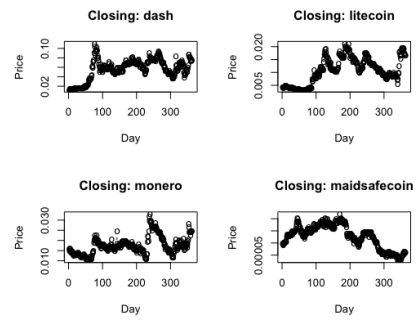 Closing: dash
Price
0.02
0.10
0
100
200
300
Day
Closing: litecoin
Price
0.005
0.020
0
100
200
300
Day
Closing: monero
Price
0.010
0.030
0
100
200
300
Day
Closing: maidsafecoin
Price
0.00005
0
100
200
300
Day